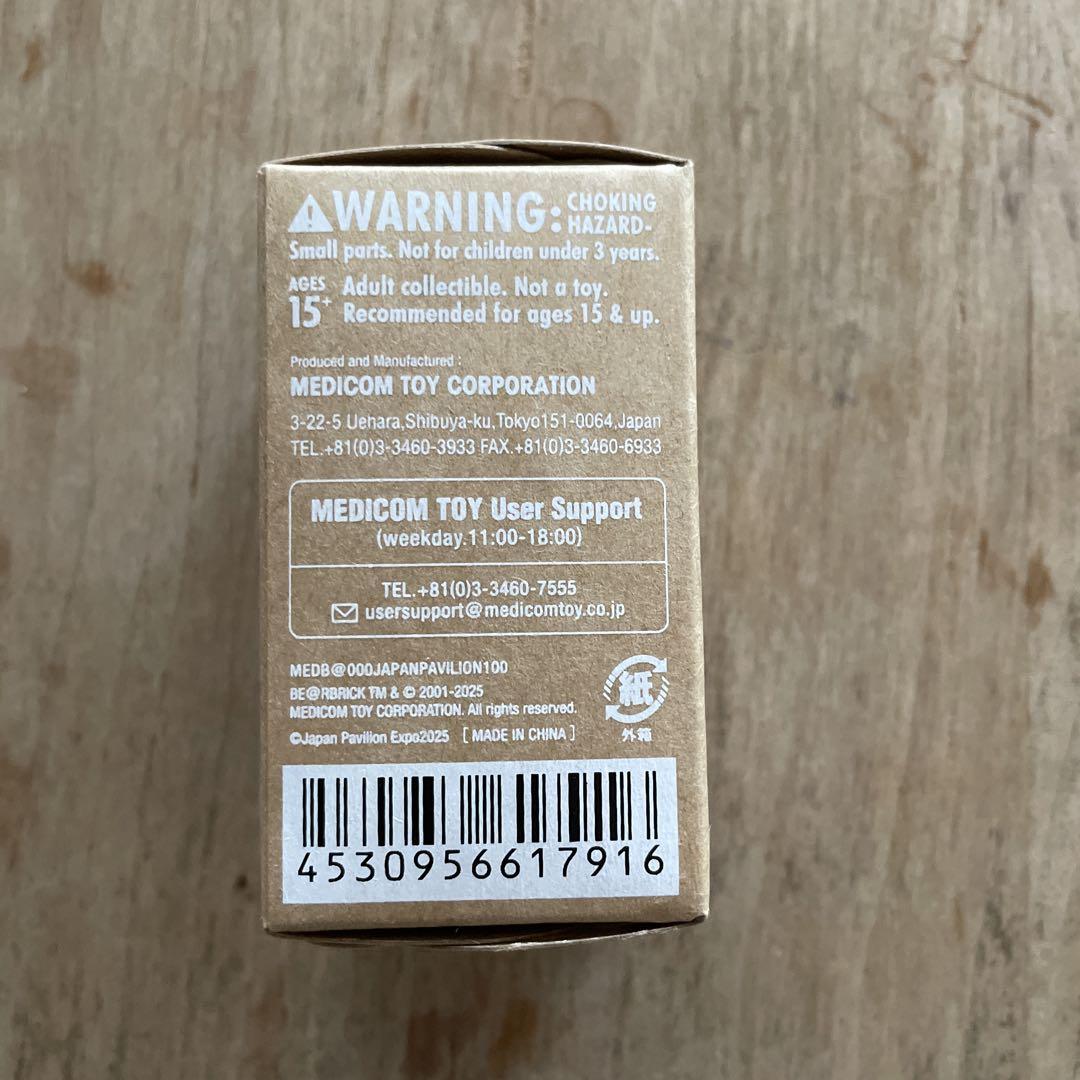 WARNING: CHOKING HAZARD-
Small parts. Not for children under 3 years.
AGES 15+ Adult collectible. Not a toy.
Recommended for ages 15 & up.
Produced and Manufactured :
MEDICOM TOY CORPORATION
3-22-5 Uehara,Shibuya-ku,Tokyo151-0064,Japan
TEL.+81(0)3-3460-3933 FAX.+81(0)3-3460-6933
MEDICOM TOY User Support
(weekday.11:00-18:00)
TEL.+81(0)3-3460-7555
usersupport@medicomtoy.co.jp
MEDB@000JAPANPAVILION100
BE@RBRICK TM & © 2001-2025
MEDICOM TOY CORPORATION. All rights reserved.
©Japan Pavilion Expo2025 [ MADE IN CHINA ]
紙
外箱
4530956617916